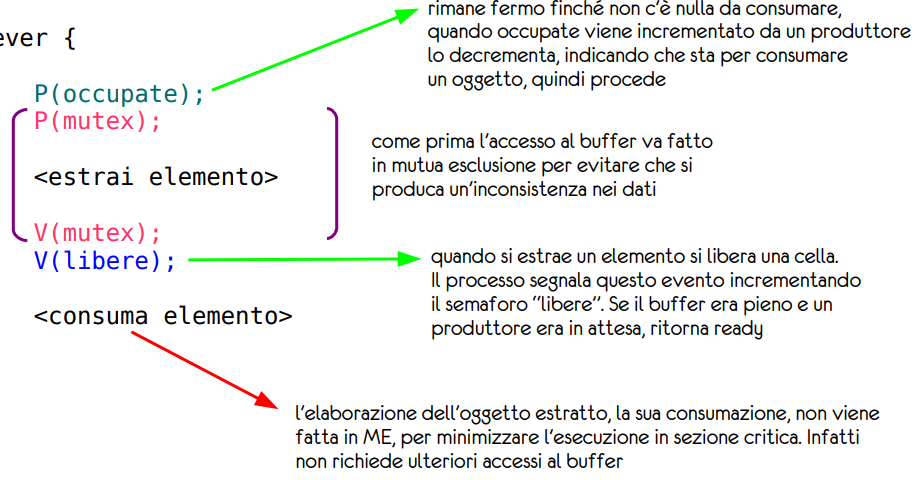 rimane fermo finché non c'è nulla da consumare,
quando occupate viene incrementato da un produttore
lo decrementa, indicando che sta per consumare
un oggetto, quindi procede
ever {
P(occupate);
P(mutex);
<estrai elemento>
V(mutex);
V(libere);
<consuma elemento>
come prima l'accesso al buffer va fatto
in mutua esclusione per evitare che si
produca un'inconsistenza nei dati
quando si estrae un elemento si libera una cella.
Il processo segnala questo evento incrementando
il semaforo "libere". Se il buffer era pieno e un
produttore era in attesa, ritorna ready
l'elaborazione dell'oggetto estratto, la sua consumazione, non viene
fatta in ME, per minimizzare l'esecuzione in sezione critica. Infatti
non richiede ulteriori accessi al buffer